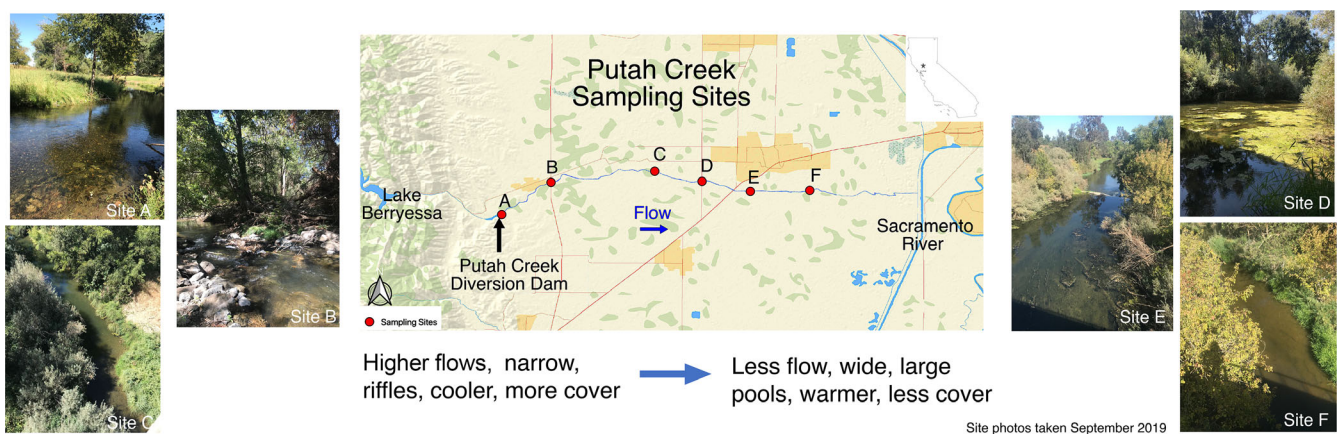 Putah Creek
Sampling Sites
Lake
Berryessa
A
B
C
D
E
F
Flow
Putah Creek
Diversion Dam
Sacramento
River
Sampling Sites
Site A
Site B
Site C
Site D
Site E
Site F
Higher flows, narrow,
riffles, cooler, more cover
Less flow, wide, large
pools, warmer, less cover
Site photos taken September 2019